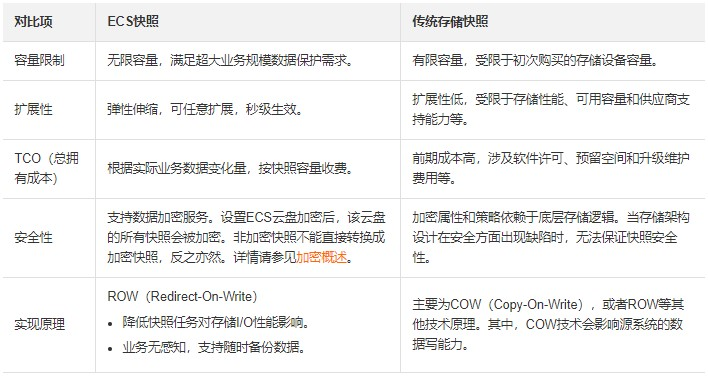 对比项 ECS快照 传统存储快照
容量限制 无限容量，满足超大业务规模数据保护需求。 有限容量，受限于初次购买的存储设备容量。
扩展性 弹性伸缩，可任意扩展，秒级生效。 扩展性低，受限于存储性能、可用容量和供应商支
持能力等。
TCO（总拥
有成本） 根据实际业务数据变化量，按快照容量收费。 前期成本高，涉及软件许可、预留空间和升级维护
费用等。
安全性 支持数据加密服务。设置ECS云盘加密后，该云盘
的所有快照会被加密。非加密快照不能直接转换成
加密快照，反之亦然。详情请参见加密概述。
加密属性和策略依赖于底层存储逻辑。当存储架构
设计在安全方面出现缺陷时，无法保证快照安全
性。
实现原理 ROW（Redirect-On-Write）
• 降低快照任务对存储I/O性能影响。
• 业务无感知，支持随时备份数据。
主要为COW（Copy-On-Write），或者ROW等其
他技术原理。其中，COW技术会影响源系统的数
据写能力。